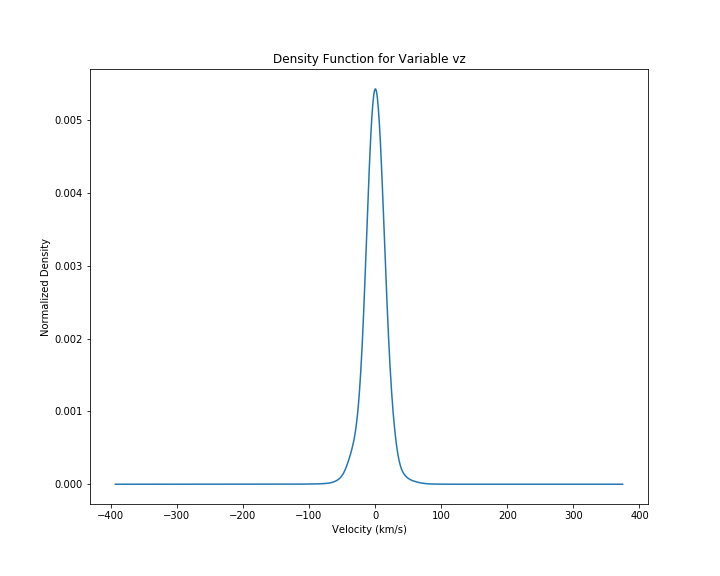 Density Function for Variable vz
0.005
0.004
0.003
0.002
0.001
0.000
Normalized Density
−400 −300 −200 −100 0 100 200 300 400
Velocity (km/s)